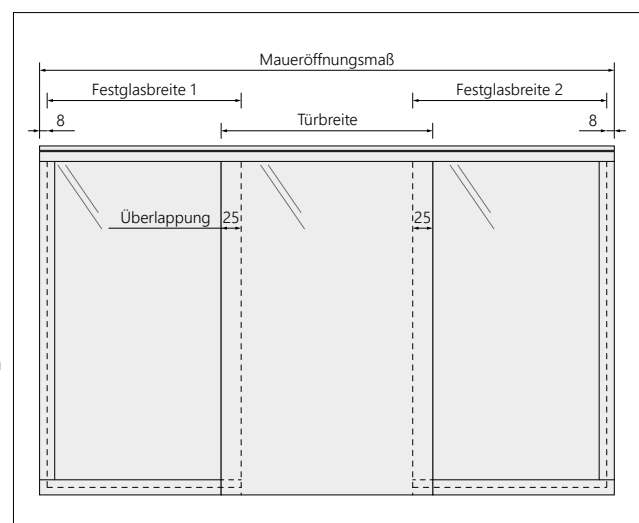 Maueröffnungsmaß
Festglasbreite 1
Festglasbreite 2
8
Türbreite
8
Überlappung
25
25